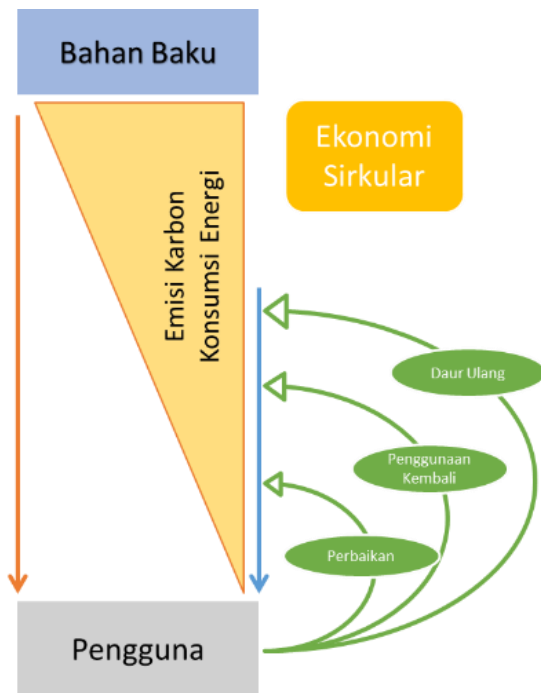 Bahan Baku
Ekonomi
Sirkular
Emisi Karbon
Konsumsi Energi
Daur Ulang
Penggunaan
Kembali
Perbaikan
Pengguna